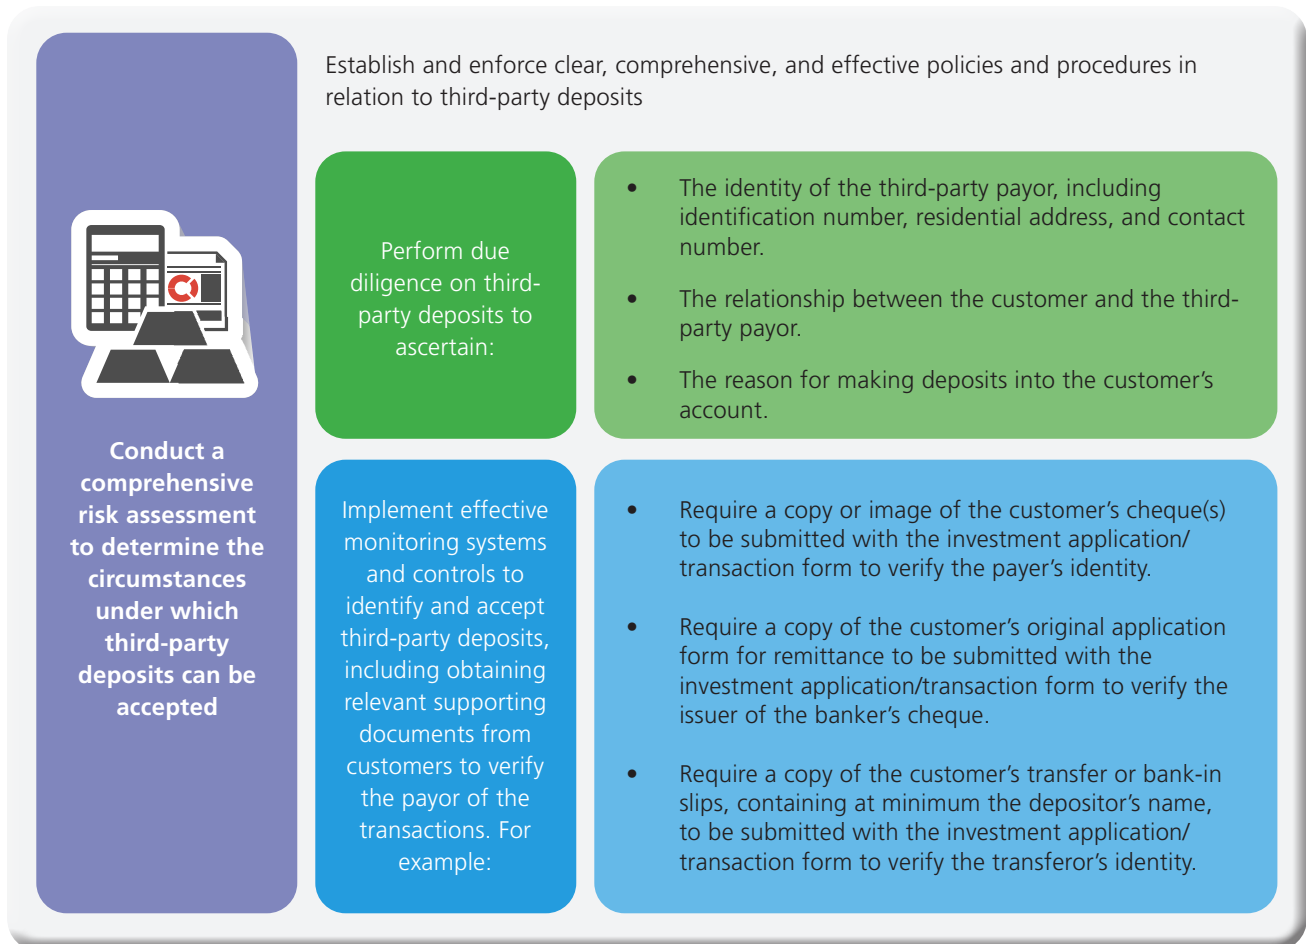 Establish and enforce clear, comprehensive, and effective policies and procedures in
relation to third-party deposits
Conduct a
comprehensive
risk assessment
to determine the
circumstances
under which
third-party
deposits can be
accepted
Perform due
diligence on third-
party deposits to
ascertain:
• The identity of the third-party payor, including
identification number, residential address, and contact
number.
• The relationship between the customer and the third-
party payor.
• The reason for making deposits into the customer’s
account.
Implement effective
monitoring systems
and controls to
identify and accept
third-party deposits,
including obtaining
relevant supporting
documents from
customers to verify
the payor of the
transactions. For
example:
• Require a copy or image of the customer’s cheque(s)
to be submitted with the investment application/
transaction form to verify the payer’s identity.
• Require a copy of the customer’s original application
form for remittance to be submitted with the
investment application/transaction form to verify the
issuer of the banker’s cheque.
• Require a copy of the customer’s transfer or bank-in
slips, containing at minimum the depositor’s name,
to be submitted with the investment application/
transaction form to verify the transferor’s identity.